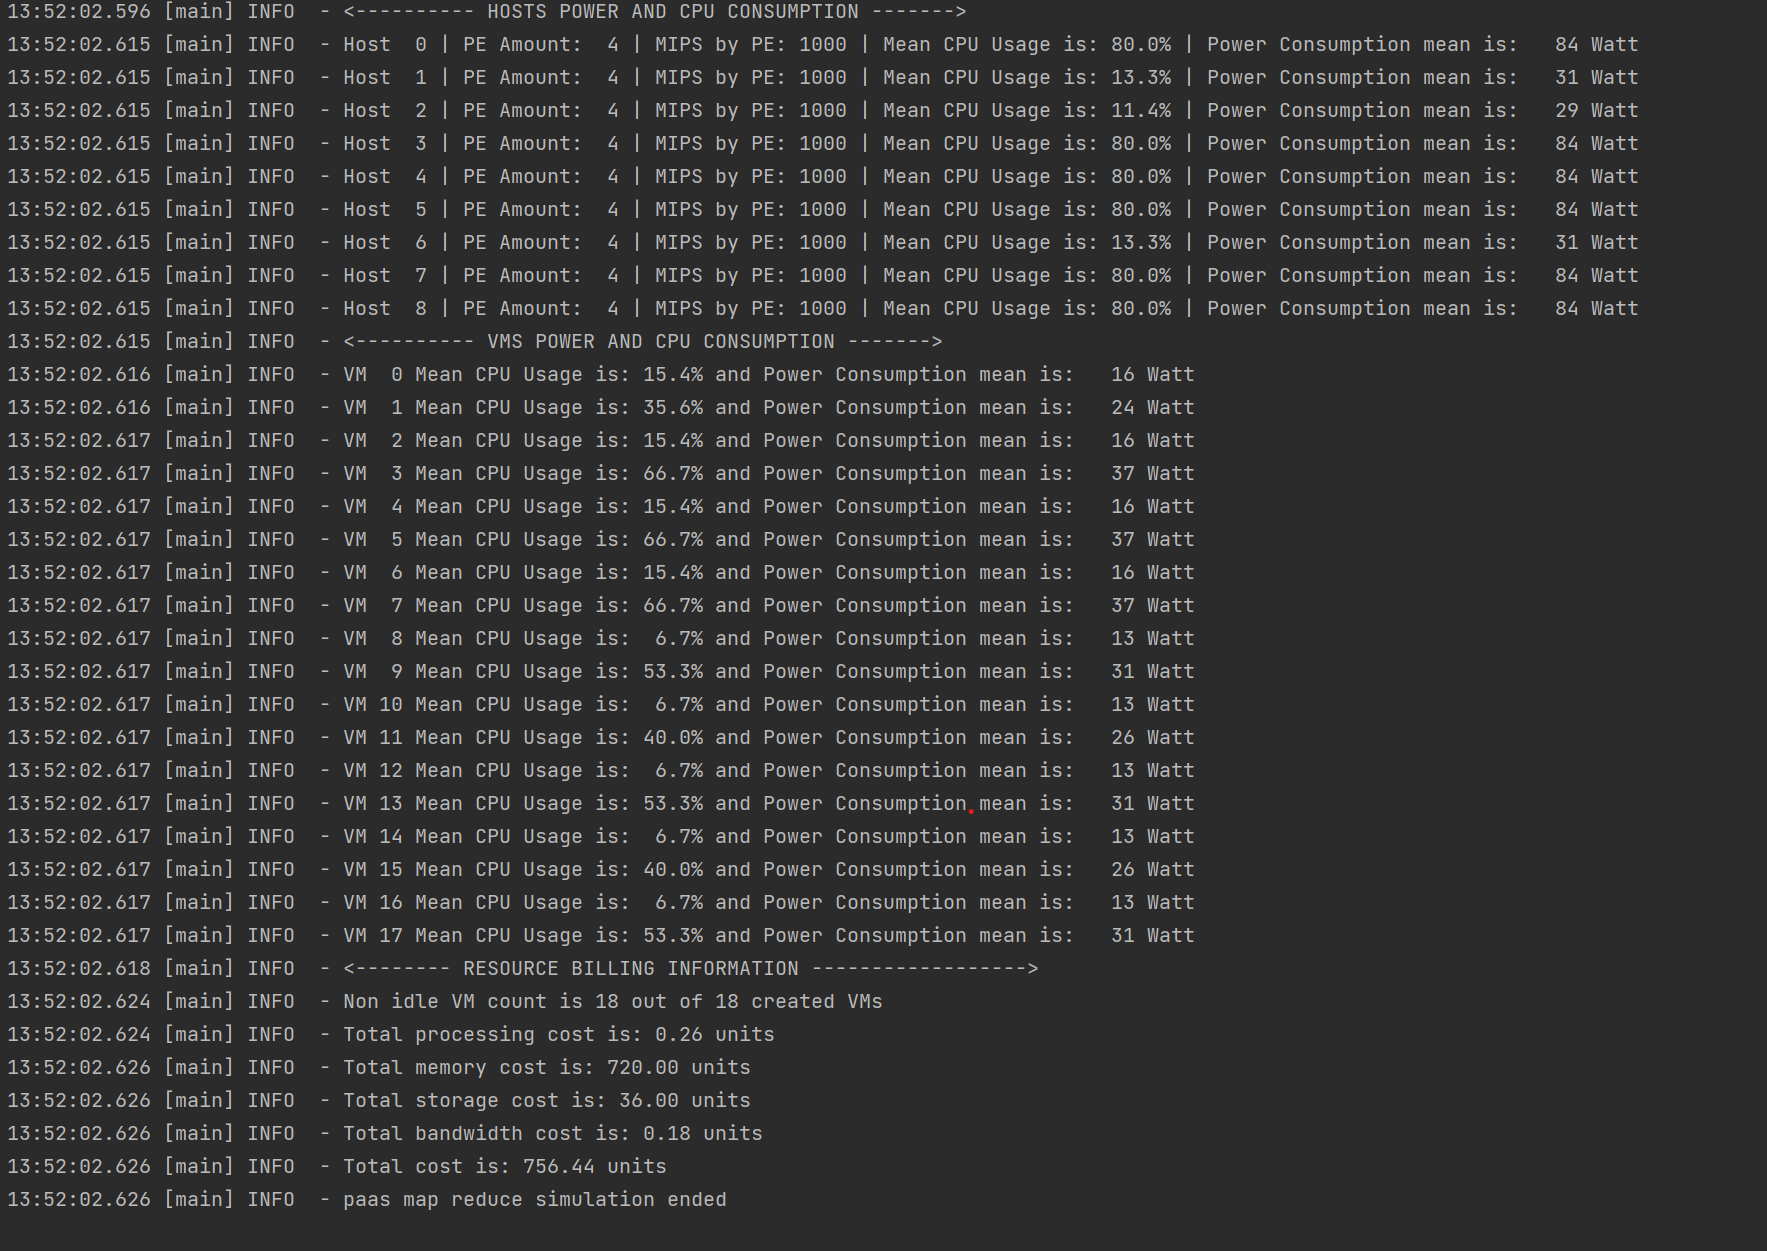 13:52:02.596 [main] INFO  - <---------- HOSTS POWER AND CPU CONSUMPTION ------->
13:52:02.615 [main] INFO  - Host  0 | PE Amount:  4 | MIPS by PE: 1000 | Mean CPU Usage is: 80.0% | Power Consumption mean is:   84 Watt
13:52:02.615 [main] INFO  - Host  1 | PE Amount:  4 | MIPS by PE: 1000 | Mean CPU Usage is: 13.3% | Power Consumption mean is:   31 Watt
13:52:02.615 [main] INFO  - Host  2 | PE Amount:  4 | MIPS by PE: 1000 | Mean CPU Usage is: 11.4% | Power Consumption mean is:   29 Watt
13:52:02.615 [main] INFO  - Host  3 | PE Amount:  4 | MIPS by PE: 1000 | Mean CPU Usage is: 80.0% | Power Consumption mean is:   84 Watt
13:52:02.615 [main] INFO  - Host  4 | PE Amount:  4 | MIPS by PE: 1000 | Mean CPU Usage is: 80.0% | Power Consumption mean is:   84 Watt
13:52:02.615 [main] INFO  - Host  5 | PE Amount:  4 | MIPS by PE: 1000 | Mean CPU Usage is: 80.0% | Power Consumption mean is:   84 Watt
13:52:02.615 [main] INFO  - Host  6 | PE Amount:  4 | MIPS by PE: 1000 | Mean CPU Usage is: 13.3% | Power Consumption mean is:   31 Watt
13:52:02.615 [main] INFO  - Host  7 | PE Amount:  4 | MIPS by PE: 1000 | Mean CPU Usage is: 80.0% | Power Consumption mean is:   84 Watt
13:52:02.615 [main] INFO  - Host  8 | PE Amount:  4 | MIPS by PE: 1000 | Mean CPU Usage is: 80.0% | Power Consumption mean is:   84 Watt
13:52:02.615 [main] INFO  - <---------- VMS POWER AND CPU CONSUMPTION ------->
13:52:02.616 [main] INFO  - VM  0 Mean CPU Usage is: 15.4% and Power Consumption mean is:   16 Watt
13:52:02.616 [main] INFO  - VM  1 Mean CPU Usage is: 35.6% and Power Consumption mean is:   24 Watt
13:52:02.617 [main] INFO  - VM  2 Mean CPU Usage is: 15.4% and Power Consumption mean is:   16 Watt
13:52:02.617 [main] INFO  - VM  3 Mean CPU Usage is: 66.7% and Power Consumption mean is:   37 Watt
13:52:02.617 [main] INFO  - VM  4 Mean CPU Usage is: 15.4% and Power Consumption mean is:   16 Watt
13:52:02.617 [main] INFO  - VM  5 Mean CPU Usage is: 66.7% and Power Consumption mean is:   37 Watt
13:52:02.617 [main] INFO  - VM  6 Mean CPU Usage is: 15.4% and Power Consumption mean is:   16 Watt
13:52:02.617 [main] INFO  - VM  7 Mean CPU Usage is: 66.7% and Power Consumption mean is:   37 Watt
13:52:02.617 [main] INFO  - VM  8 Mean CPU Usage is:  6.7% and Power Consumption mean is:   13 Watt
13:52:02.617 [main] INFO  - VM  9 Mean CPU Usage is: 53.3% and Power Consumption mean is:   31 Watt
13:52:02.617 [main] INFO  - VM 10 Mean CPU Usage is:  6.7% and Power Consumption mean is:   13 Watt
13:52:02.617 [main] INFO  - VM 11 Mean CPU Usage is: 40.0% and Power Consumption mean is:   26 Watt
13:52:02.617 [main] INFO  - VM 12 Mean CPU Usage is:  6.7% and Power Consumption mean is:   13 Watt
13:52:02.617 [main] INFO  - VM 13 Mean CPU Usage is: 53.3% and Power Consumption mean is:   31 Watt
13:52:02.617 [main] INFO  - VM 14 Mean CPU Usage is:  6.7% and Power Consumption mean is:   13 Watt
13:52:02.617 [main] INFO  - VM 15 Mean CPU Usage is: 40.0% and Power Consumption mean is:   26 Watt
13:52:02.617 [main] INFO  - VM 16 Mean CPU Usage is:  6.7% and Power Consumption mean is:   13 Watt
13:52:02.617 [main] INFO  - VM 17 Mean CPU Usage is: 53.3% and Power Consumption mean is:   31 Watt
13:52:02.618 [main] INFO  - <-------- RESOURCE BILLING INFORMATION ------------------>
13:52:02.624 [main] INFO  - Non idle VM count is 18 out of 18 created VMs
13:52:02.624 [main] INFO  - Total processing cost is: 0.26 units
13:52:02.626 [main] INFO  - Total memory cost is: 720.00 units
13:52:02.626 [main] INFO  - Total storage cost is: 36.00 units
13:52:02.626 [main] INFO  - Total bandwidth cost is: 0.18 units
13:52:02.626 [main] INFO  - Total cost is: 756.44 units
13:52:02.626 [main] INFO  - paas map reduce simulation ended